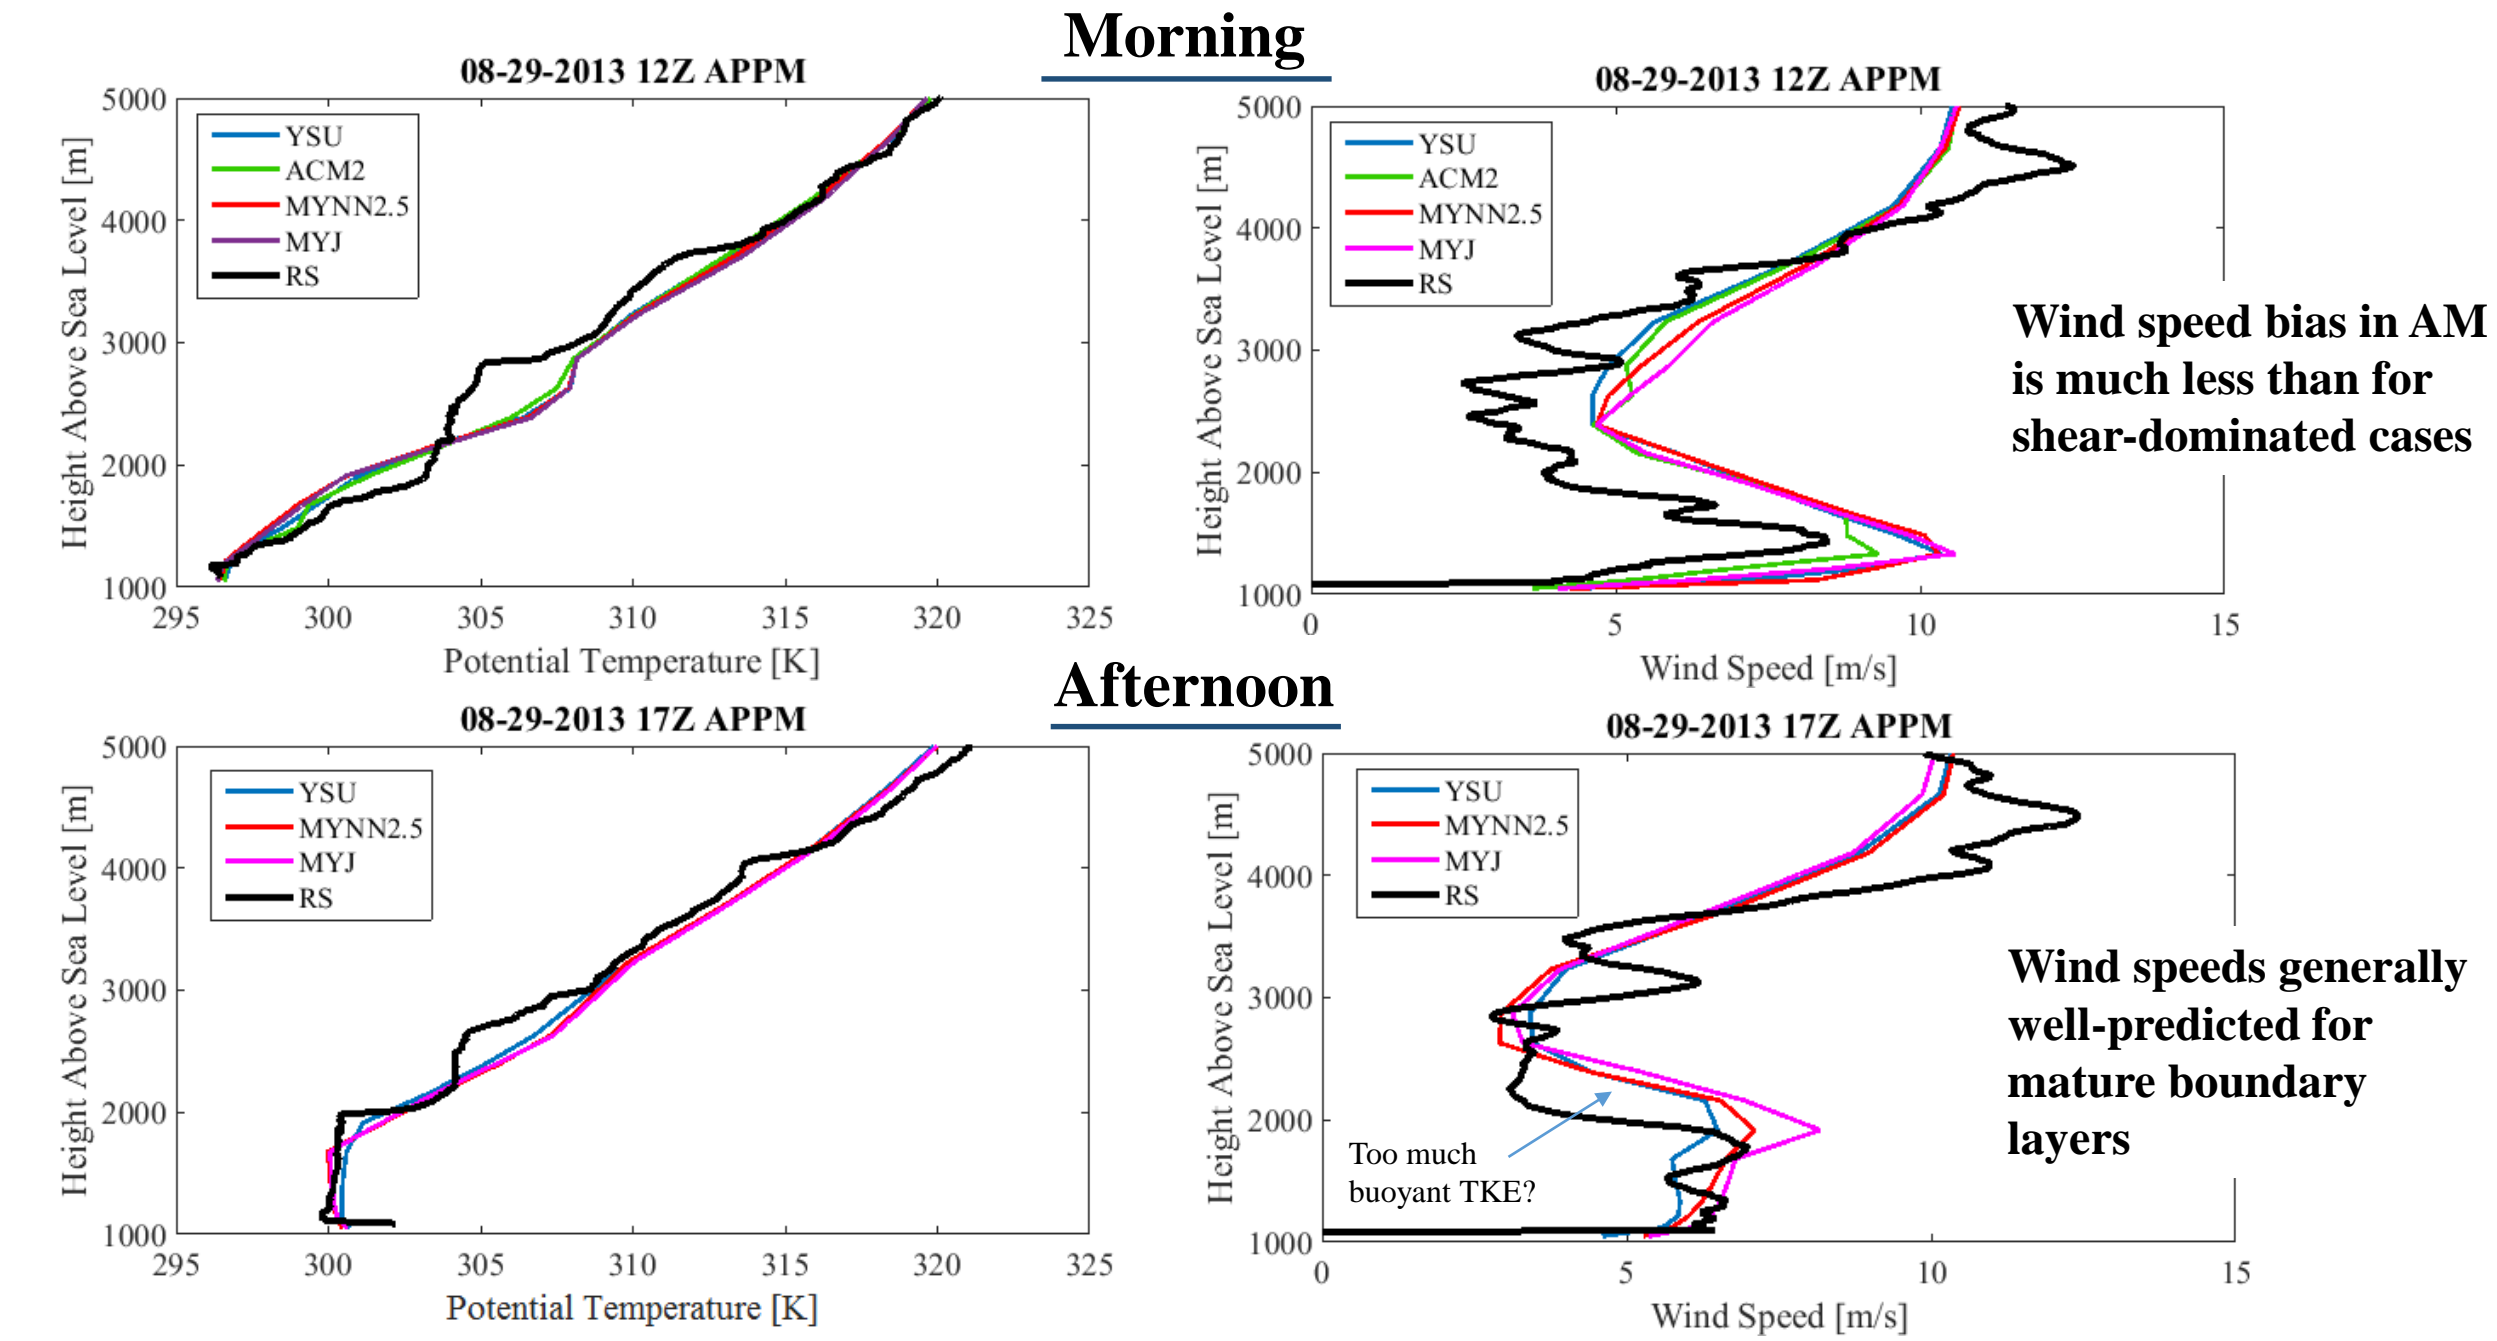 Morning
08-29-2013 12Z APPM
5000
4000
3000
2000
1000
295
300
305
310
315
320
325
Height Above Sea Level [m]
Potential Temperature [K]
YSU
ACM2
MYNN2.5
MYJ
RS
08-29-2013 12Z APPM
5000
4000
3000
2000
1000
0
5
10
15
Height Above Sea Level [m]
Wind Speed [m/s]
YSU
ACM2
MYNN2.5
MYJ
RS
Wind speed bias in AM
is much less than for
shear-dominated cases
Afternoon
08-29-2013 17Z APPM
5000
4000
3000
2000
1000
295
300
305
310
315
320
325
Height Above Sea Level [m]
Potential Temperature [K]
YSU
MYNN2.5
MYJ
RS
08-29-2013 17Z APPM
5000
4000
3000
2000
1000
0
5
10
15
Height Above Sea Level [m]
Wind Speed [m/s]
YSU
MYNN2.5
MYJ
RS
Too much
buoyant TKE?
Wind speeds generally
well-predicted for
mature boundary
layers